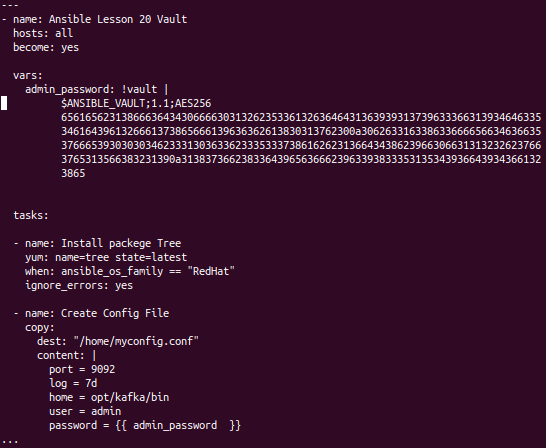 ---
- name: Ansible Lesson 20 Vault
hosts: all
become: yes
vars:
admin_password: !vault |
$ANSIBLE_VAULT;1.1;AES256
65616562313866636434306666303132623533613263646431363939313739633366313934646335
3461643961326661373865666139636362613830313762300a306263316338633666656634636635
37666539303030346233313036336233353337386162623136643438623966306631313232623766
3765313566383231390a313837366238336439656366623963393833353135343936643934366132
3865
tasks:
- name: Install packege Tree
yum: name=tree state=latest
when: ansible_os_family == "RedHat"
ignore_errors: yes
- name: Create Config File
copy:
dest: "/home/myconfig.conf"
content: |
port = 9092
log = 7d
home = opt/kafka/bin
user = admin
password = {{ admin_password  }}
...